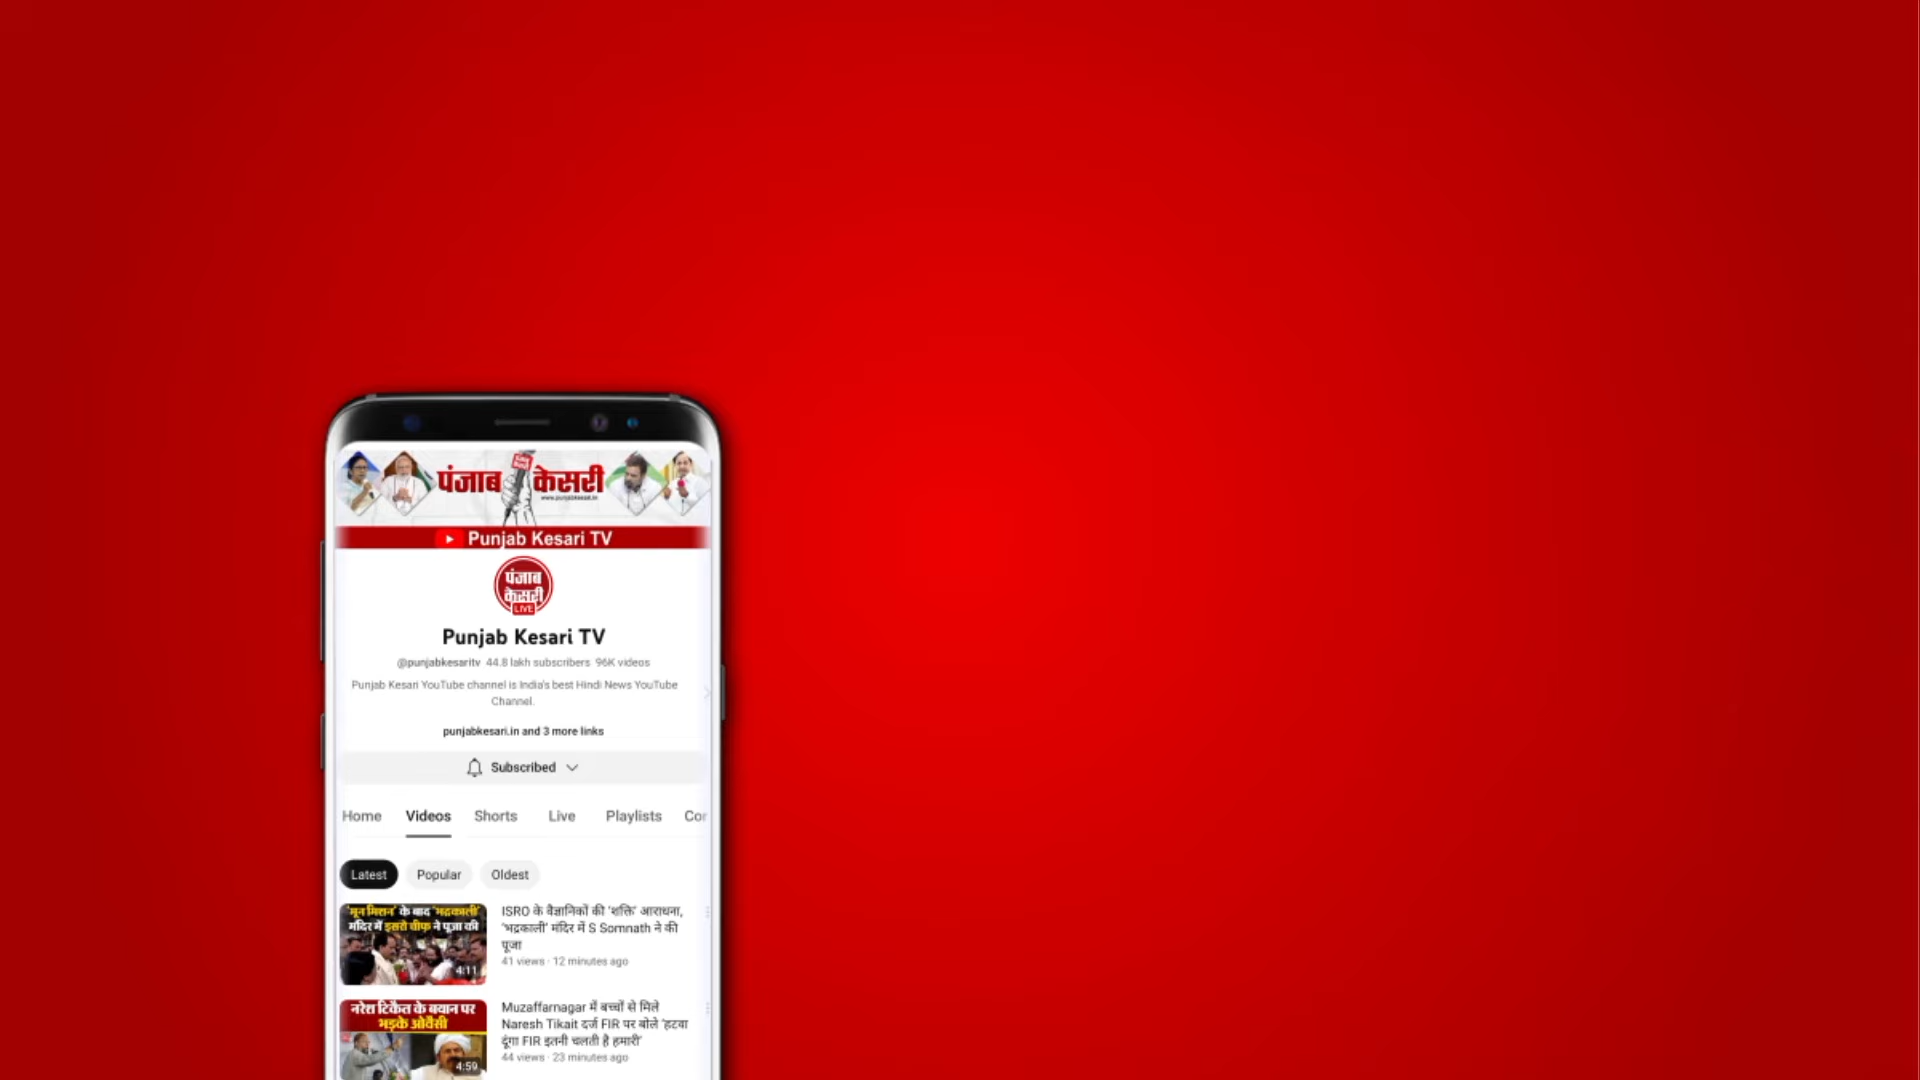 पंजाब केसरी
www.punjabkesari.in
Punjab Kesari TV
पंजाब
केसरी
LIVE
Punjab Kesari TV
@punjabkesaritv 44.8 lakh subscribers 96K videos
Punjab Kesari YouTube channel is India's best Hindi News YouTube
Channel.
punjabkesari.in and 3 more links
Subscribed
Home Videos Shorts Live Playlists Cor
Latest Popular Oldest
'मून मिशन' के बाद 'भद्रकाली'
मंदिर में इसरो चीफ ने पूजा की
4:11
ISRO के वैज्ञानिकों की 'शक्ति' आराधना,
'भद्रकाली' मंदिर में S Somnath ने की
पूजा
41 views · 12 minutes ago
नरेश टिकैत के बयान पर
भड़के ओवैसी
4:59
Muzaffarnagar में बच्चों से मिले
Naresh Tikait दर्ज FIR पर बोले 'हटवा
दूंगा FIR इतनी चलती है हमारी'
44 views · 23 minutes ago